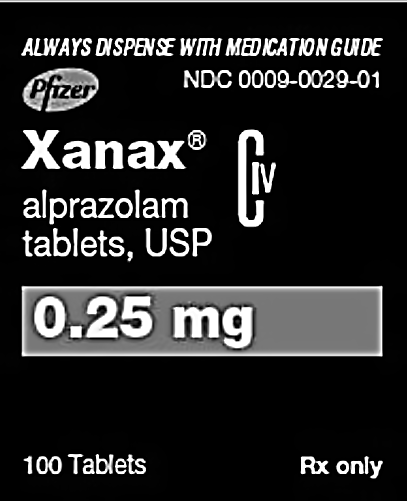 ALWAYS DISPENSE WITH MEDICATION GUIDE
Pfizer
NDC 0009-0029-01
Xanax®
CIV
alprazolam
tablets, USP
0.25 mg
100 Tablets
Rx only